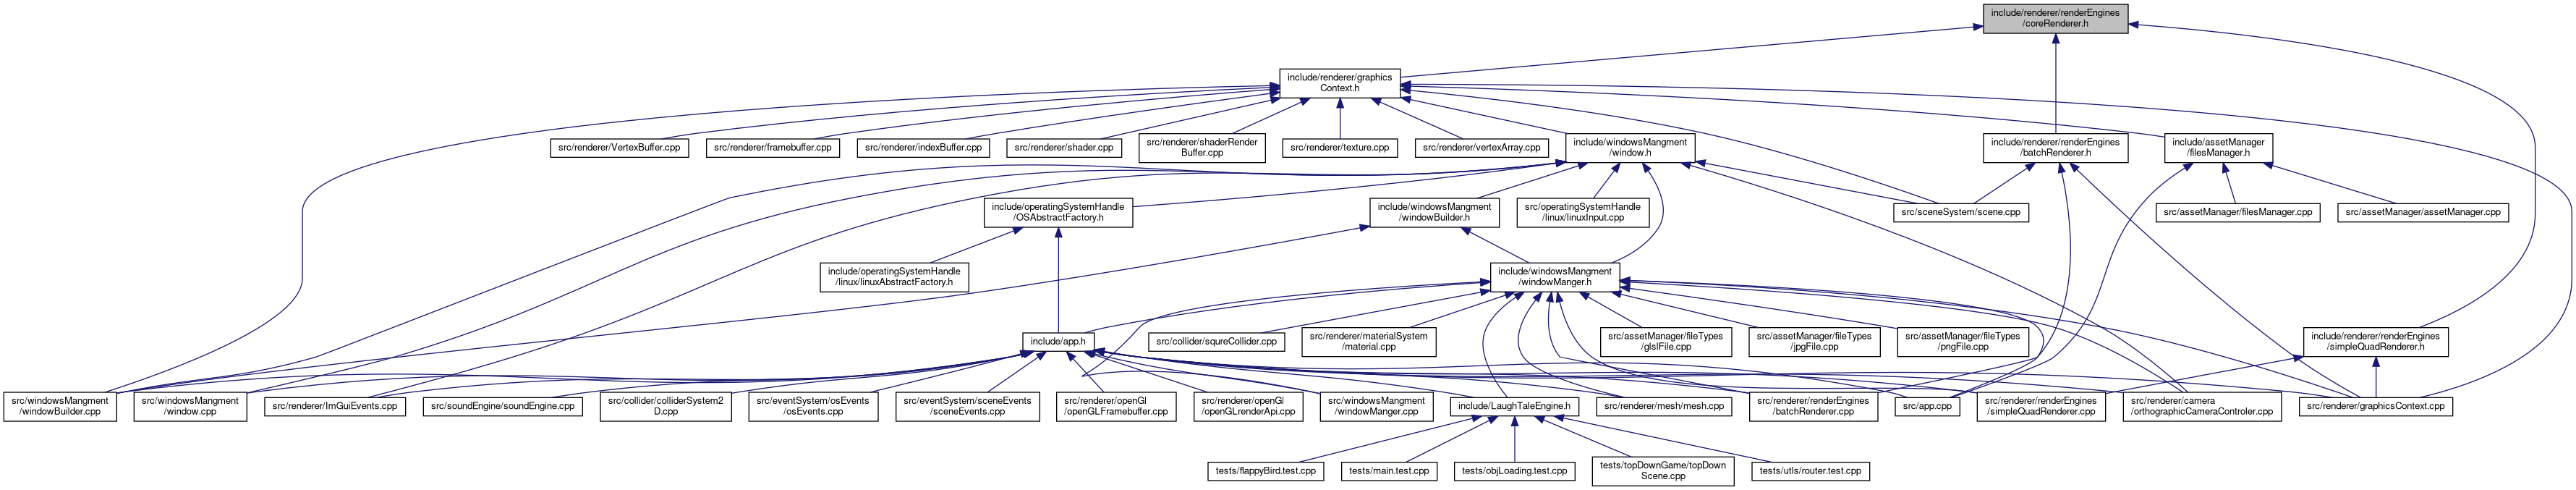 include/renderer/renderEngines
/coreRenderer.h
include/renderer/graphics
Context.h
src/renderer/VertexBuffer.cpp
src/renderer/framebuffer.cpp
src/renderer/indexBuffer.cpp
src/renderer/shader.cpp
src/renderer/shaderRender
Buffer.cpp
src/renderer/texture.cpp
src/renderer/vertexArray.cpp
include/windowsMangment
/window.h
include/renderer/renderEngines
/batchRenderer.h
include/assetManager
/filesManager.h
include/operatingSystemHandle
/OSAbstractFactory.h
include/windowsMangment
/windowBuilder.h
src/operatingSystemHandle
/linux/linuxInput.cpp
src/sceneSystem/scene.cpp
src/assetManager/filesManager.cpp
src/assetManager/assetManager.cpp
include/operatingSystemHandle
/linux/linuxAbstractFactory.h
include/windowsMangment
/windowManger.h
include/app.h
src/collider/squreCollider.cpp
src/renderer/materialSystem
/material.cpp
src/assetManager/fileTypes
/glslFile.cpp
src/assetManager/fileTypes
/jpgFile.cpp
src/assetManager/fileTypes
/pngFile.cpp
include/renderer/renderEngines
/simpleQuadRenderer.h
src/windowsMangment
/windowBuilder.cpp
src/windowsMangment
/window.cpp
src/renderer/ImGuiEvents.cpp
src/soundEngine/soundEngine.cpp
src/collider/colliderSystem2
D.cpp
src/eventSystem/osEvents
/osEvents.cpp
src/eventSystem/sceneEvents
/sceneEvents.cpp
src/renderer/openGl
/openGLFramebuffer.cpp
src/renderer/openGl
/openGLrenderApi.cpp
src/windowsMangment
/windowManger.cpp
include/LaughTaleEngine.h
src/renderer/mesh/mesh.cpp
src/renderer/renderEngines
/batchRenderer.cpp
src/app.cpp
src/renderer/renderEngines
/simpleQuadRenderer.cpp
src/renderer/camera
/orthographicCameraControler.cpp
src/renderer/graphicsContext.cpp
tests/flappyBird.test.cpp
tests/main.test.cpp
tests/objLoading.test.cpp
tests/topDownGame/topDown
Scene.cpp
tests/utls/router.test.cpp